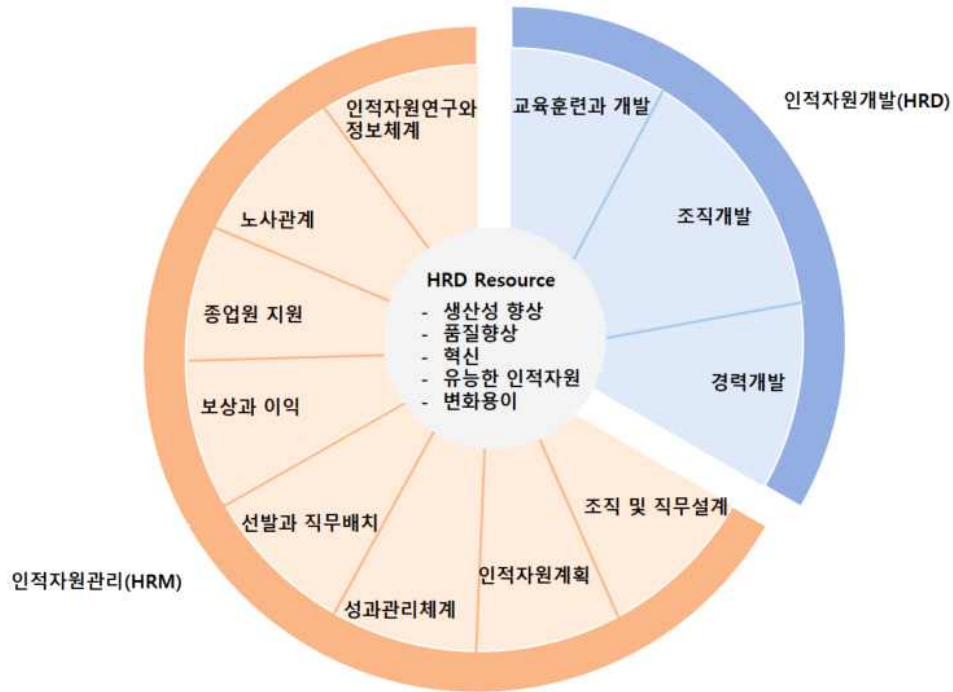 인적자원연구와
정보체계
교육훈련과 개발
인적자원개발(HRD)
노사관계
조직개발
종업원 지원
HRD Resource
- 생산성 향상
- 품질향상
- 혁신
- 유능한 인적자원
- 변화용이
경력개발
보상과 이익
선발과 직무배치
조직 및 직무설계
인적자원관리(HRM)
성과관리체계
인적자원계획